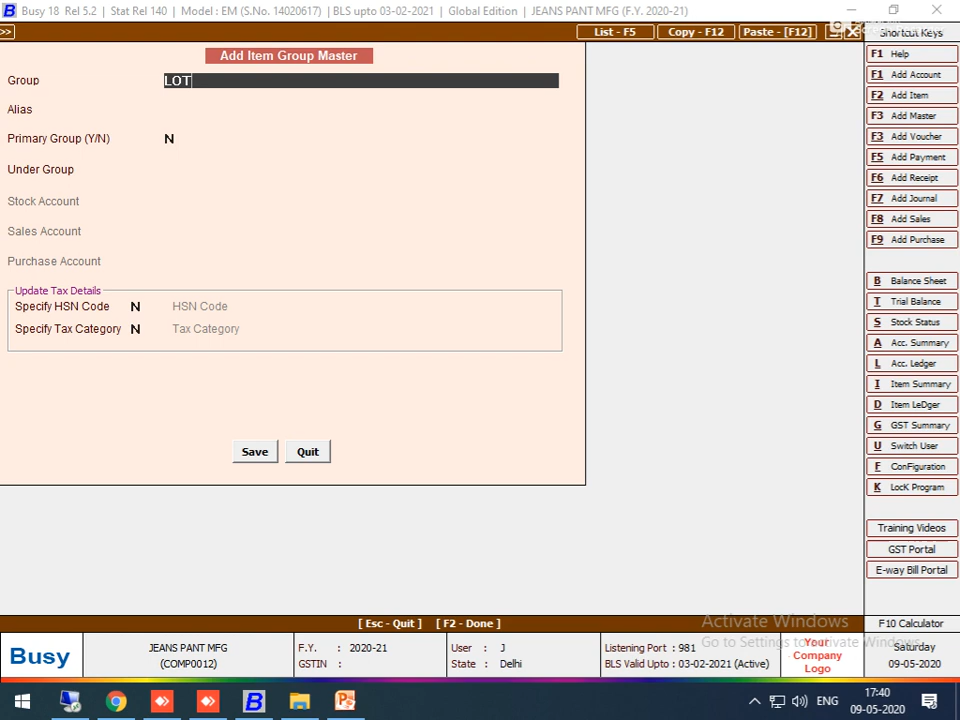 Busy 18 Rel 5.2 | Stat Rel 140 | Model : EM (S.No. 14020617) | BLS upto 03-02-2021 | Global Edition | JEANS PANT MFG (F.Y. 2020-21)
>>
List - F5
Copy - F12
Paste - [F12]
Shortcut Keys
Add Item Group Master
Group LOT
Alias
Primary Group (Y/N) N
Under Group
Stock Account
Sales Account
Purchase Account
Update Tax Details
Specify HSN Code N HSN Code
Specify Tax Category N Tax Category
Save
Quit
F1 Help
F1 Add Account
F2 Add Item
F3 Add Master
F3 Add Voucher
F5 Add Payment
F6 Add Receipt
F7 Add Journal
F8 Add Sales
F9 Add Purchase
B Balance Sheet
T Trial Balance
S Stock Status
A Acc. Summary
L Acc. Ledger
I Item Summary
D Item LeDger
G GST Summary
U Switch User
F ConFiguration
K LocK Program
Training Videos
GST Portal
E-way Bill Portal
[ Esc - Quit ] [ F2 - Done ]
F10 Calculator
Activate Windows
Go to Settings to activate Windows.
Busy
JEANS PANT MFG
(COMP0012)
F.Y. : 2020-21
GSTIN :
User : J
State : Delhi
Listening Port : 981
BLS Valid Upto : 03-02-2021 (Active)
Your
Company
Logo
Saturday
09-05-2020
ENG
17:40
09-05-2020